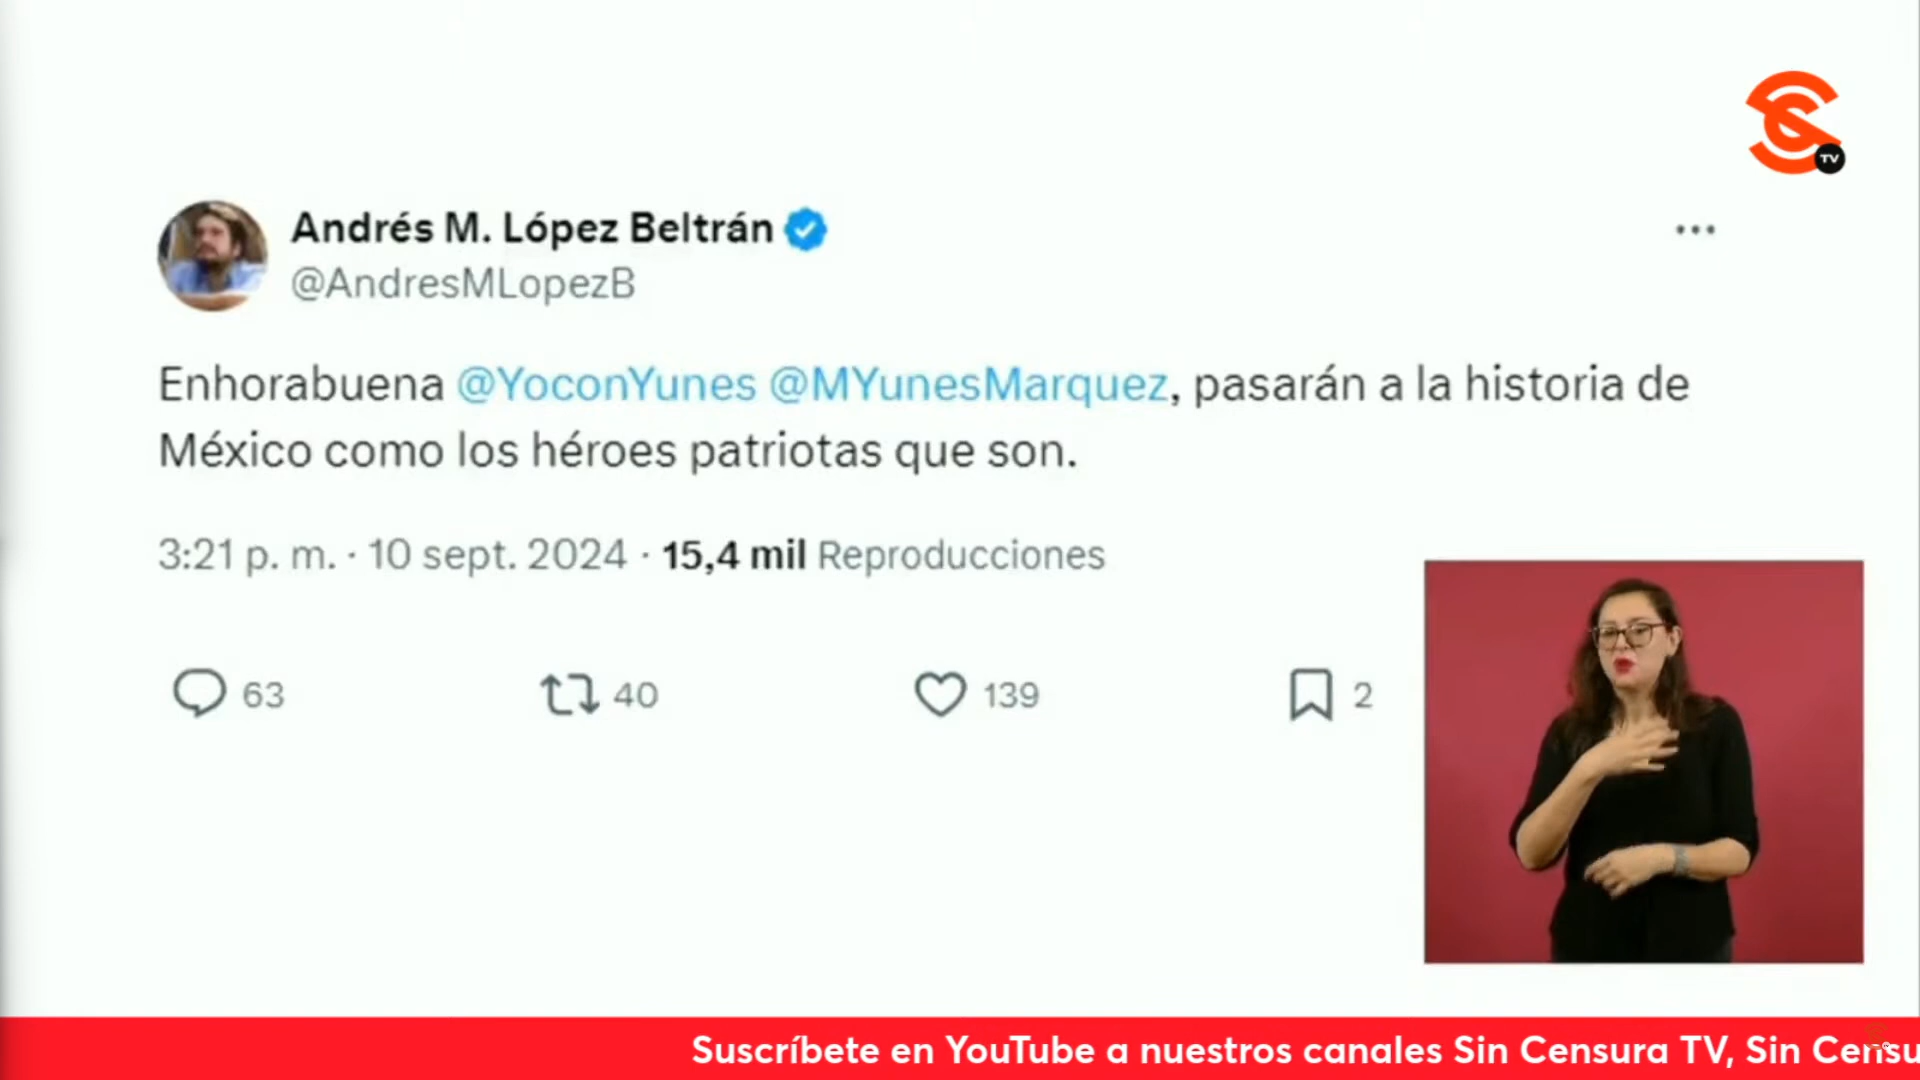 TV
Andrés M. López Beltrán
@AndresMLopezB
Enhorabuena @YoconYunes @MYunesMarquez, pasarán a la historia de
México como los héroes patriotas que son.
3:21 p. m. · 10 sept. 2024 · 15,4 mil Reproducciones
63 40 139 2
Suscríbete en YouTube a nuestros canales Sin Censura TV, Sin Censu